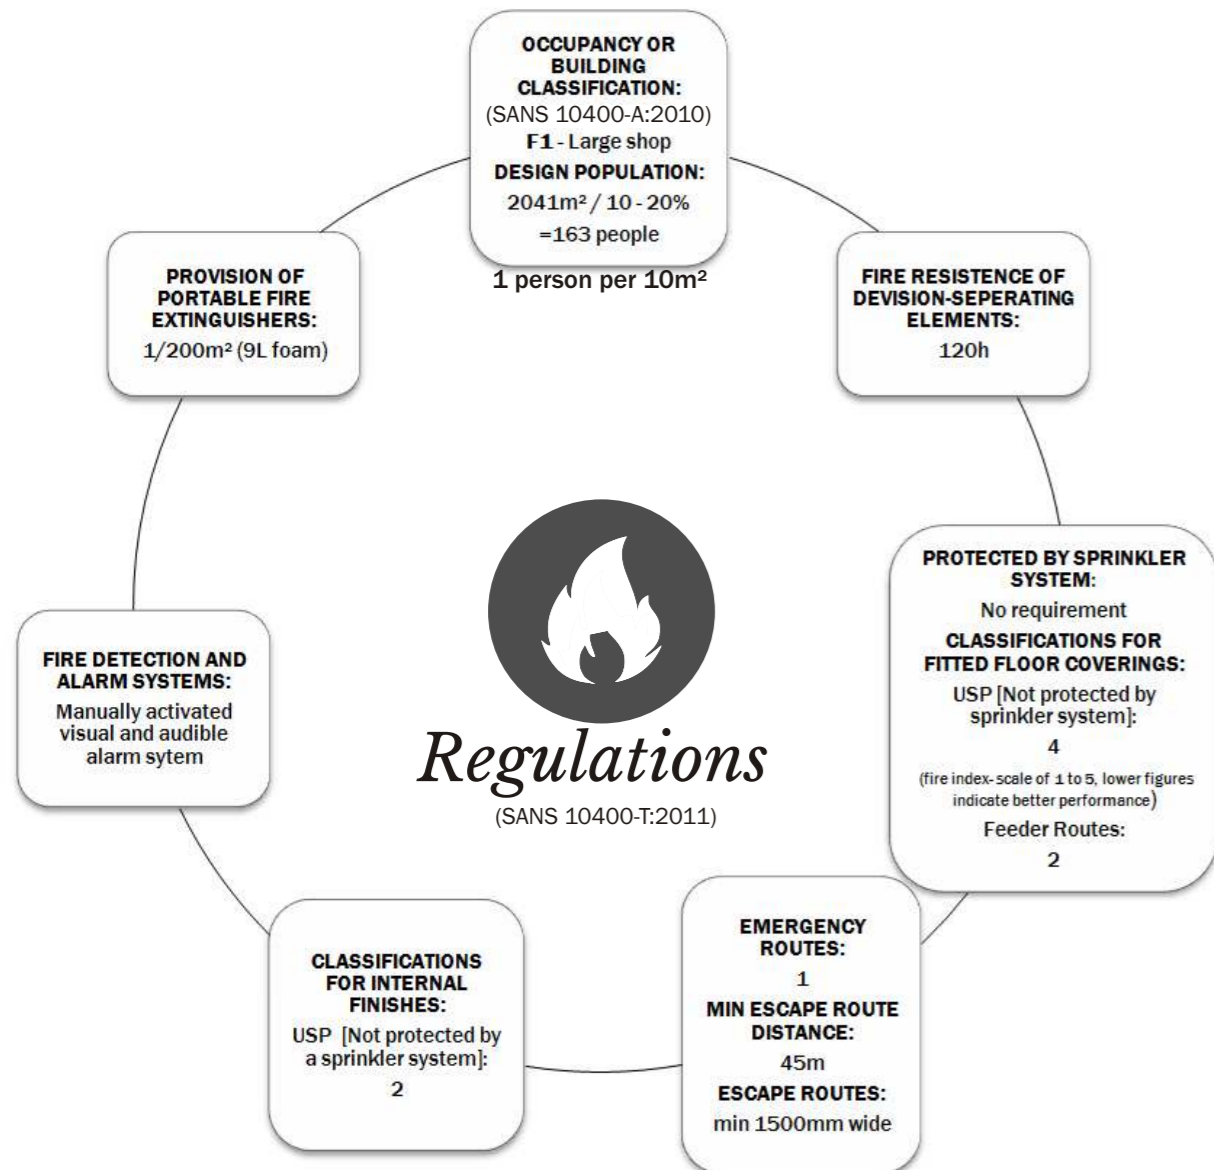 OCCUPANCY OR
BUILDING
CLASSIFICATION:
(SANS 10400-A:2010)
F1 - Large shop
DESIGN POPULATION:
2041m² / 10 - 20%
=163 people
1 person per 10m²
FIRE RESISTENCE OF
DEVISION-SEPERATING
ELEMENTS:
120h
PROTECTED BY SPRINKLER
SYSTEM:
No requirement
CLASSIFICATIONS FOR
FITTED FLOOR COVERINGS:
USP [Not protected by
sprinkler system]:
4
(fire index- scale of 1 to 5, lower figures
indicate better performance)
Feeder Routes:
2
EMERGENCY
ROUTES:
1
MIN ESCAPE ROUTE
DISTANCE:
45m
ESCAPE ROUTES:
min 1500mm wide
CLASSIFICATIONS
FOR INTERNAL
FINISHES:
USP [Not protected by
a sprinkler system]:
2
FIRE DETECTION AND
ALARM SYSTEMS:
Manually activated
visual and audible
alarm sytem
PROVISION OF
PORTABLE FIRE
EXTINGUISHERS:
1/200m² (9L foam)
Regulations
(SANS 10400-T:2011)